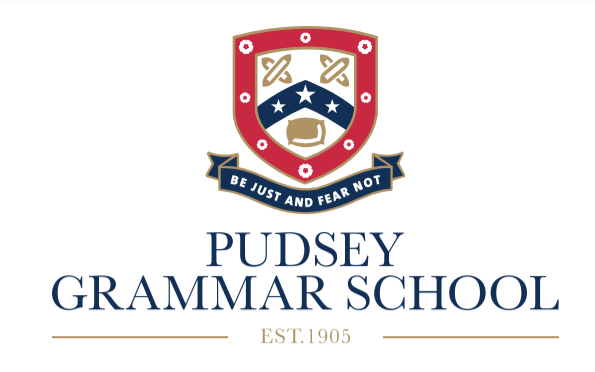 BE JUST AND FEAR NOT
PUDSEY
GRAMMAR SCHOOL
EST.1905